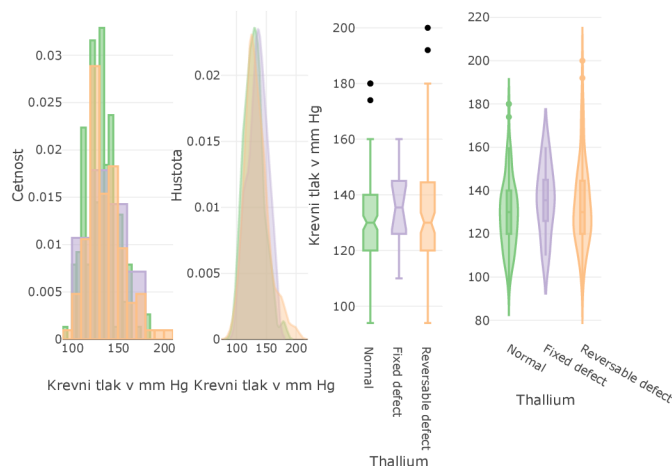 Cetnost
0.03
0.025
0.02
0.015
0.01
0.005
0
100
150
200
Krevni tlak v mm Hg
Hustota
0.02
0.015
0.01
0.005
0
100
150
200
Krevni tlak v mm Hg
Krevni tlak v mm Hg
200
180
160
140
120
100
Normal
Fixed defect
Reversable defect
Thallium
220
200
180
160
140
120
100
80
Normal
Fixed defect
Reversable defect
Thallium